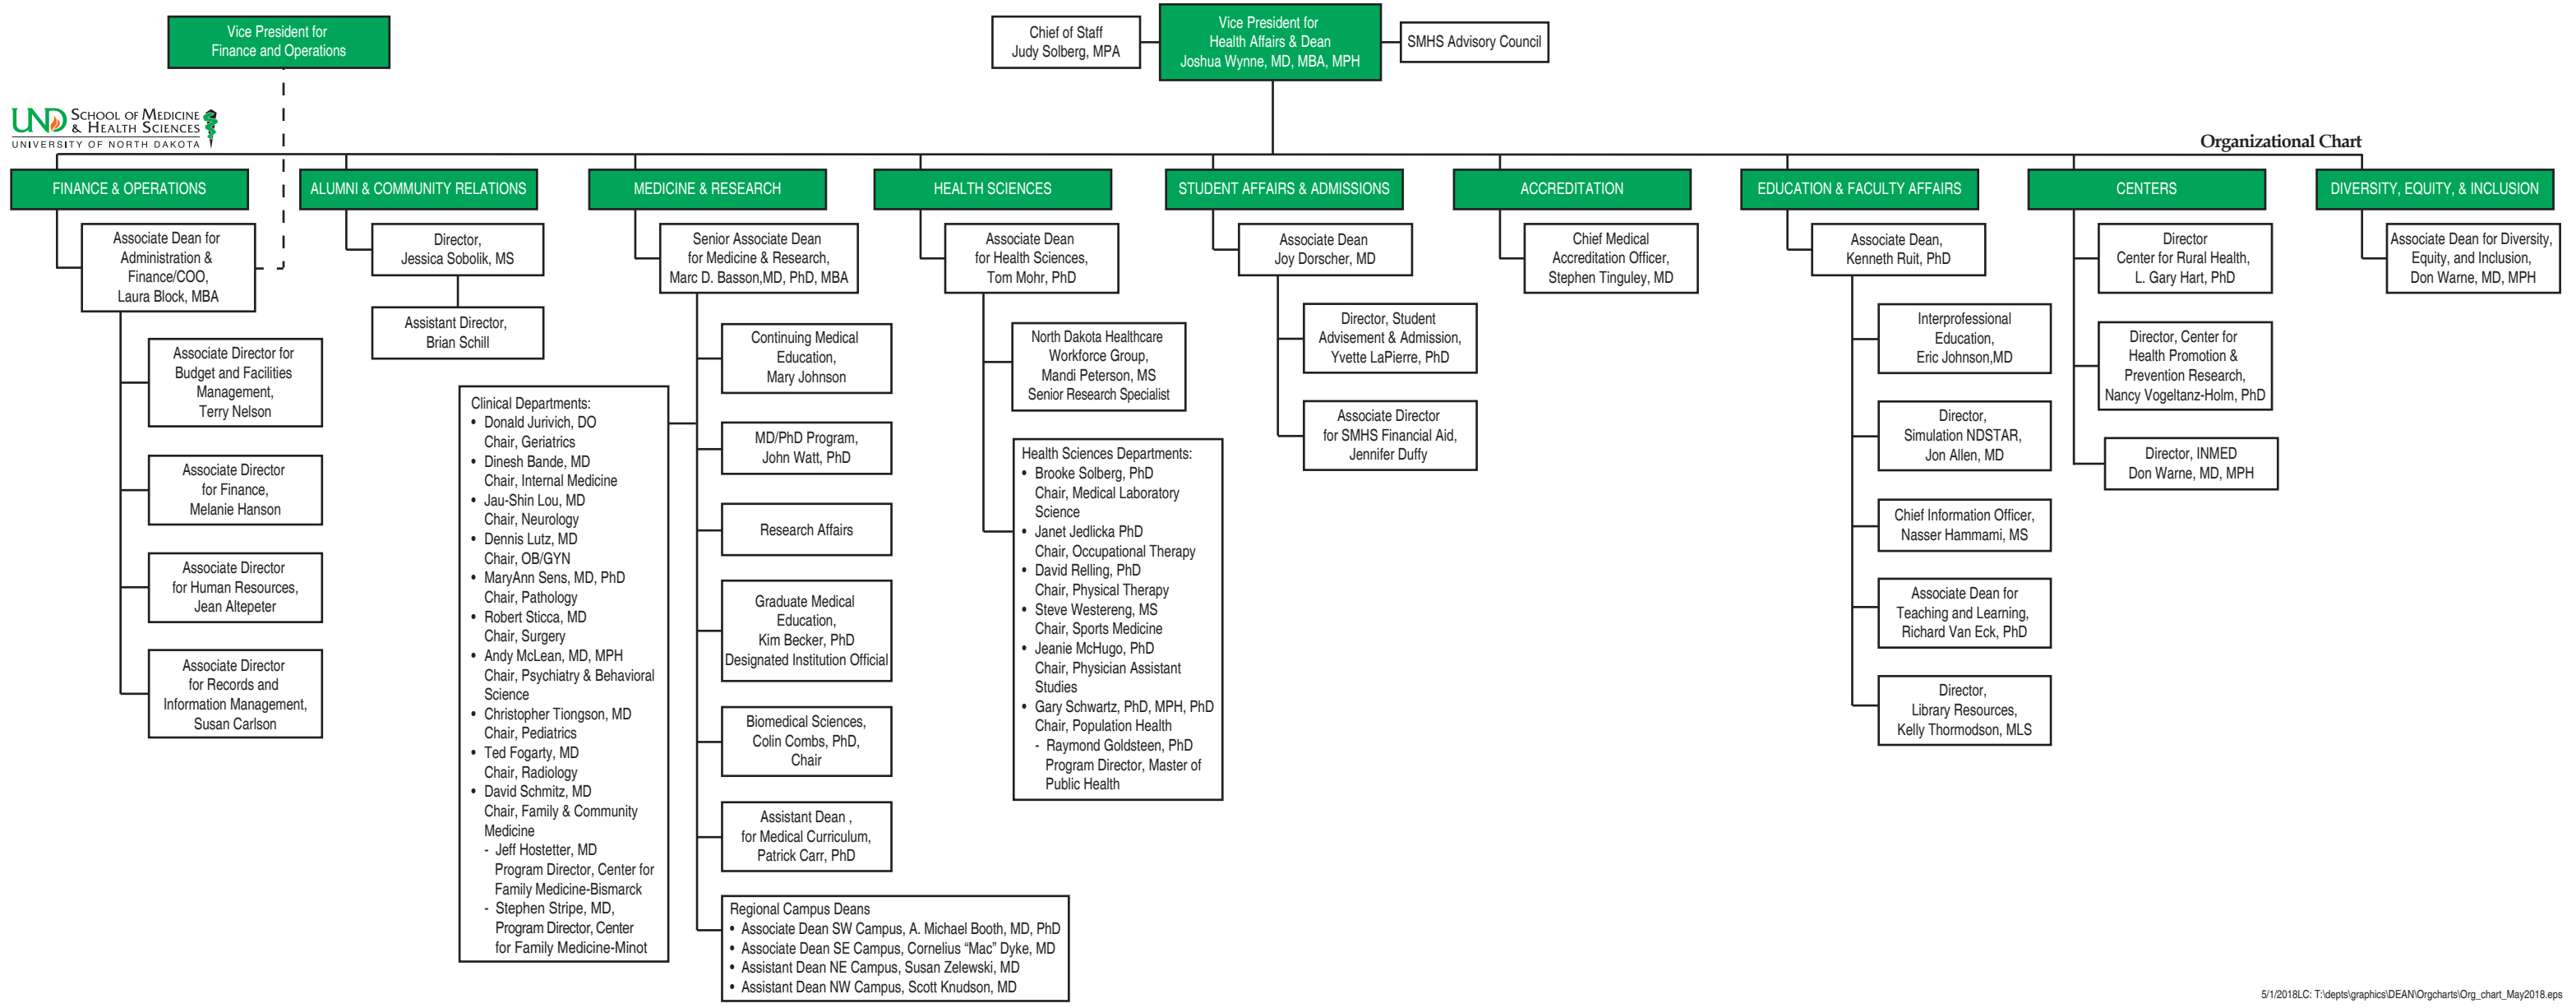 Vice President for
Finance and Operations
Chief of Staff
Judy Solberg, MPA
Vice President for
Health Affairs & Dean
Joshua Wynne, MD, MBA, MPH
SMHS Advisory Council
UND SCHOOL OF MEDICINE
& HEALTH SCIENCES
UNIVERSITY OF NORTH DAKOTA
Organizational Chart
FINANCE & OPERATIONS
Associate Dean for
Administration &
Finance/COO,
Laura Block, MBA
Associate Director for
Budget and Facilities
Management,
Terry Nelson
Associate Director
for Finance,
Melanie Hanson
Associate Director
for Human Resources,
Jean Altepeter
Associate Director
for Records and
Information Management,
Susan Carlson
ALUMNI & COMMUNITY RELATIONS
Director,
Jessica Sobolik, MS
Assistant Director,
Brian Schill
MEDICINE & RESEARCH
Senior Associate Dean
for Medicine & Research,
Marc D. Basson,MD, PhD, MBA
Clinical Departments:
• Donald Jurivich, DO
Chair, Geriatrics
• Dinesh Bande, MD
Chair, Internal Medicine
• Jau-Shin Lou, MD
Chair, Neurology
• Dennis Lutz, MD
Chair, OB/GYN
• MaryAnn Sens, MD, PhD
Chair, Pathology
• Robert Sticca, MD
Chair, Surgery
• Andy McLean, MD, MPH
Chair, Psychiatry & Behavioral
Science
• Christopher Tiongson, MD
Chair, Pediatrics
• Ted Fogarty, MD
Chair, Radiology
• David Schmitz, MD
Chair, Family & Community
Medicine
- Jeff Hostetter, MD
Program Director, Center for
Family Medicine-Bismarck
- Stephen Stripe, MD,
Program Director, Center
for Family Medicine-Minot
Continuing Medical
Education,
Mary Johnson
MD/PhD Program,
John Watt, PhD
Research Affairs
Graduate Medical
Education,
Kim Becker, PhD
Designated Institution Official
Biomedical Sciences,
Colin Combs, PhD,
Chair
Assistant Dean ,
for Medical Curriculum,
Patrick Carr, PhD
Regional Campus Deans
• Associate Dean SW Campus, A. Michael Booth, MD, PhD
• Associate Dean SE Campus, Cornelius “Mac” Dyke, MD
• Assistant Dean NE Campus, Susan Zelewski, MD
• Assistant Dean NW Campus, Scott Knudson, MD
HEALTH SCIENCES
Associate Dean
for Health Sciences,
Tom Mohr, PhD
North Dakota Healthcare
Workforce Group,
Mandi Peterson, MS
Senior Research Specialist
Health Sciences Departments:
• Brooke Solberg, PhD
Chair, Medical Laboratory
Science
• Janet Jedlicka PhD
Chair, Occupational Therapy
• David Relling, PhD
Chair, Physical Therapy
• Steve Westereng, MS
Chair, Sports Medicine
• Jeanie McHugo, PhD
Chair, Physician Assistant
Studies
• Gary Schwartz, PhD, MPH, PhD
Chair, Population Health
- Raymond Goldsteen, PhD
Program Director, Master of
Public Health
STUDENT AFFAIRS & ADMISSIONS
Associate Dean
Joy Dorscher, MD
Director, Student
Advisement & Admission,
Yvette LaPierre, PhD
Associate Director
for SMHS Financial Aid,
Jennifer Duffy
ACCREDITATION
Chief Medical
Accreditation Officer,
Stephen Tinguley, MD
EDUCATION & FACULTY AFFAIRS
Associate Dean,
Kenneth Ruit, PhD
Interprofessional
Education,
Eric Johnson,MD
Director,
Simulation NDSTAR,
Jon Allen, MD
Chief Information Officer,
Nasser Hammami, MS
Associate Dean for
Teaching and Learning,
Richard Van Eck, PhD
Director,
Library Resources,
Kelly Thormodson, MLS
CENTERS
Director
Center for Rural Health,
L. Gary Hart, PhD
Director, Center for
Health Promotion &
Prevention Research,
Nancy Vogeltanz-Holm, PhD
Director, INMED
Don Warne, MD, MPH
DIVERSITY, EQUITY, & INCLUSION
Associate Dean for Diversity,
Equity, and Inclusion,
Don Warne, MD, MPH
5/1/2018LC: T:\depts\graphics\DEAN\Orgcharts\Org_chart_May2018.eps